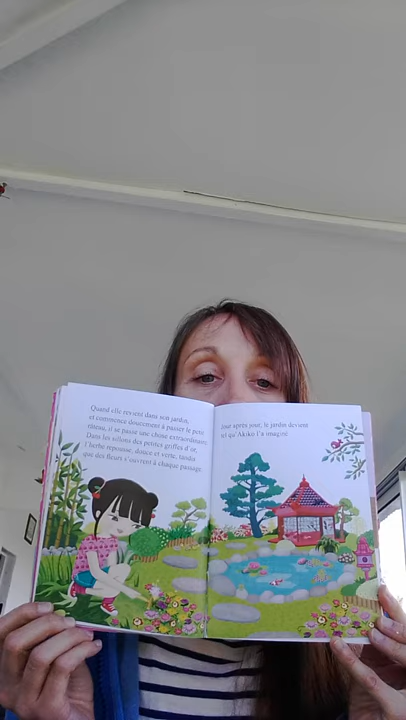 Quand elle revient dans son jardin,
et commence doucement à passer le petit
râteau, il se passe une chose extraordinaire.
Dans les sillons des petites griffes d'or,
l'herbe repousse, douce et verte, tandis
que des fleurs s'ouvrent à chaque passage.
Jour après jour, le jardin devient
tel qu'Akiko l'a imaginé